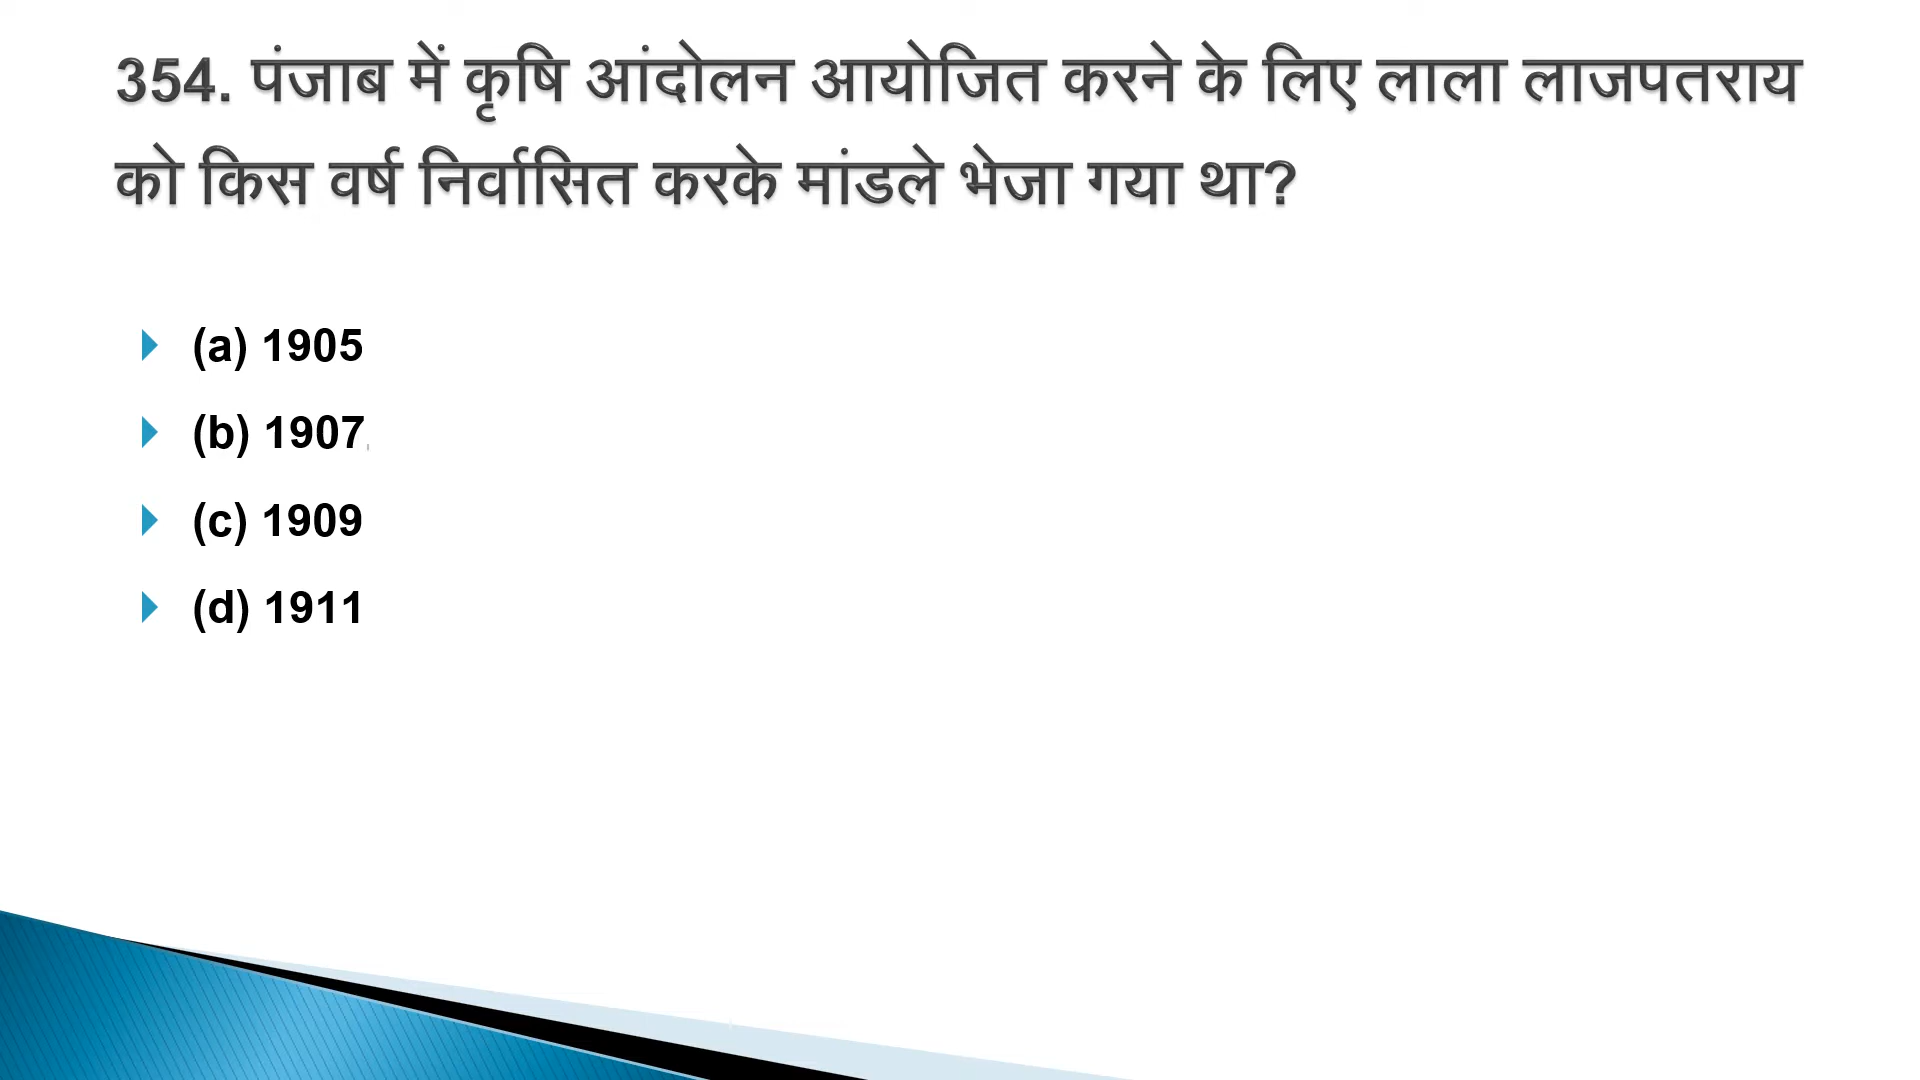 354. पंजाब में कृषि आंदोलन आयोजित करने के लिए लाला लाजपतराय
को किस वर्ष निर्वासित करके मांडले भेजा गया था?
(a) 1905
(b) 1907
(c) 1909
(d) 1911